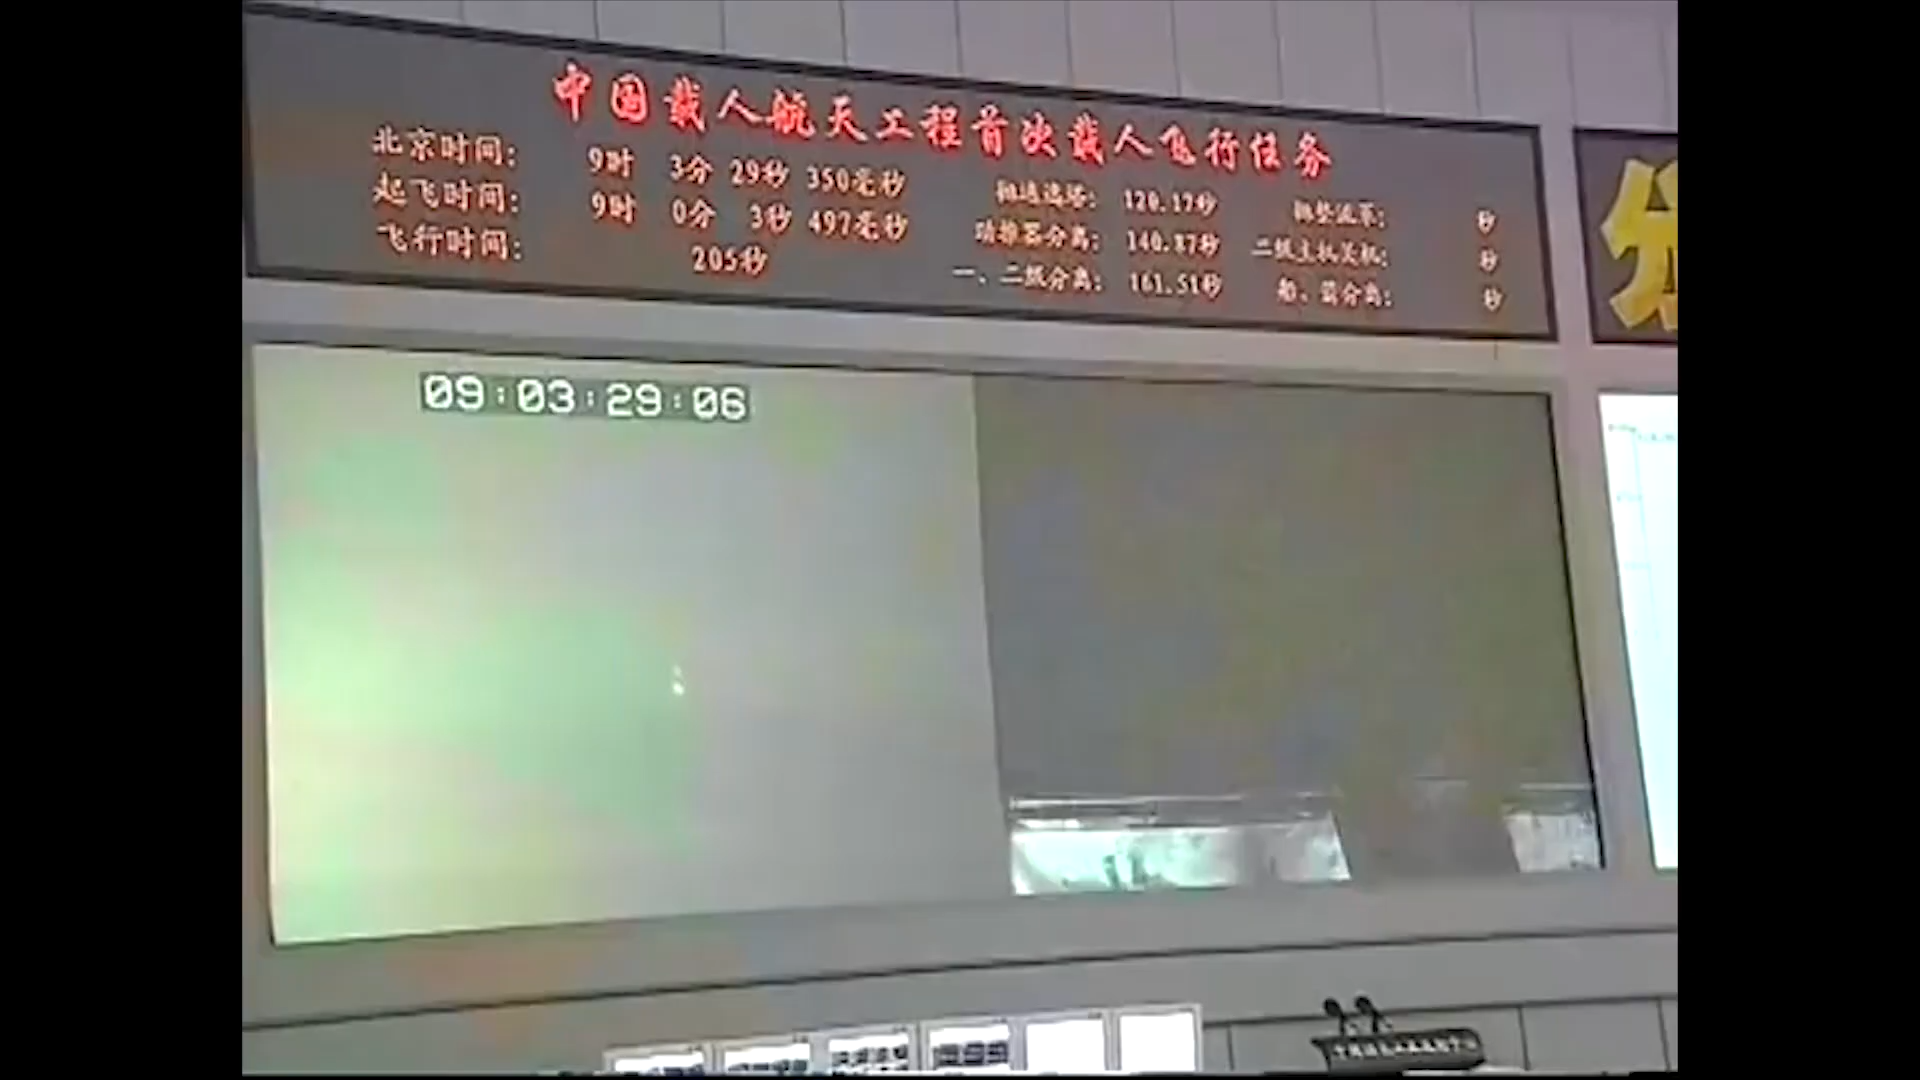 中国载人航天工程首次载人飞行任务
北京时间: 9时 3分 29秒 350毫秒
起飞时间: 9时 0分 3秒 497毫秒
飞行时间: 205秒
抛逃逸塔: 120.17秒
助推器分离: 140.87秒
一、二级分离: 161.51秒
抛整流罩: 秒
二级主机关机: 秒
船、箭分离: 秒
09:03:29:06